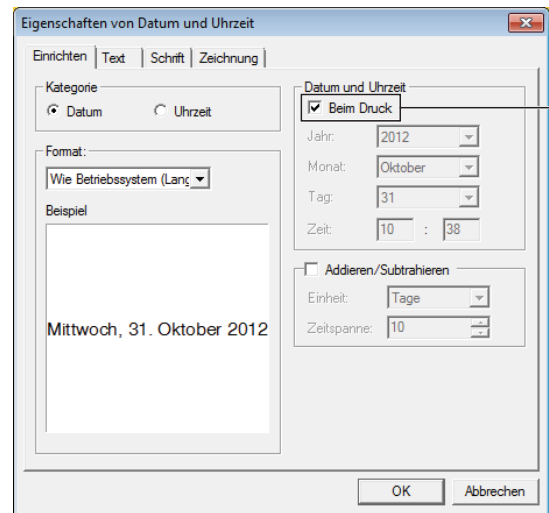 Eigenschaften von Datum und Uhrzeit
Einrichten Text Schrift Zeichnung
Kategorie
Datum Uhrzeit
Format:
Wie Betriebssystem (Lang
Beispiel
Mittwoch, 31. Oktober 2012
Datum und Uhrzeit
Beim Druck
Jahr: 2012
Monat: Oktober
Tag: 31
Zeit: 10 : 38
Addieren/Subtrahieren
Einheit: Tage
Zeitspanne: 10
OK Abbrechen